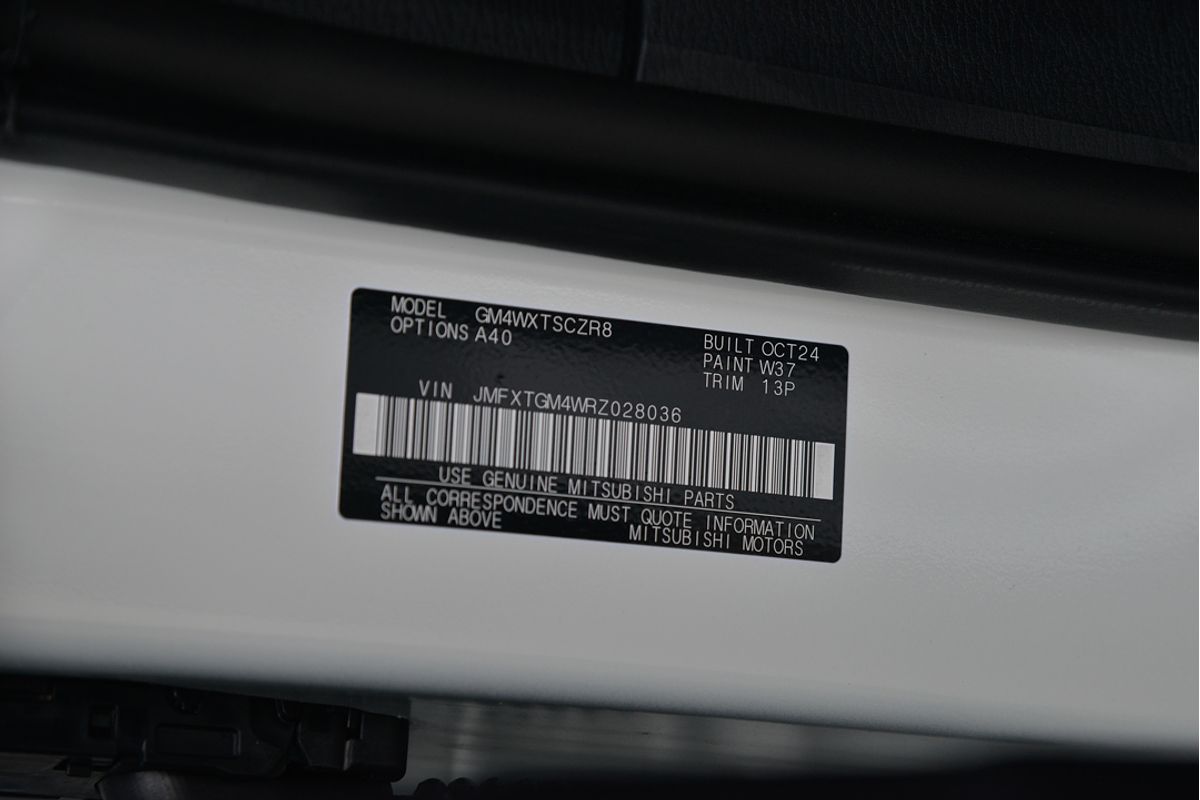 MODEL GM4WXTSCZR8
OPTIONS A40
BUILT OCT24
PAINT W37
TRIM 13P
VIN JMFXTGM4WRZ028036
USE GENUINE MITSUBISHI PARTS
ALL CORRESPONDENCE MUST QUOTE INFORMATION
SHOWN ABOVE
MITSUBISHI MOTORS